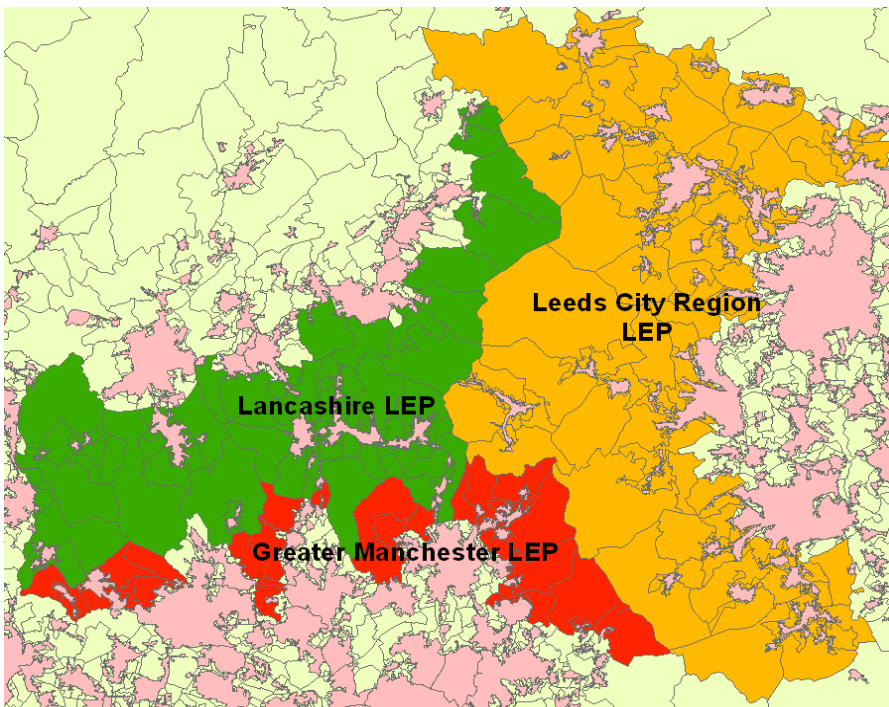 Leeds City Region
LEP
Lancashire LEP
Greater Manchester LEP